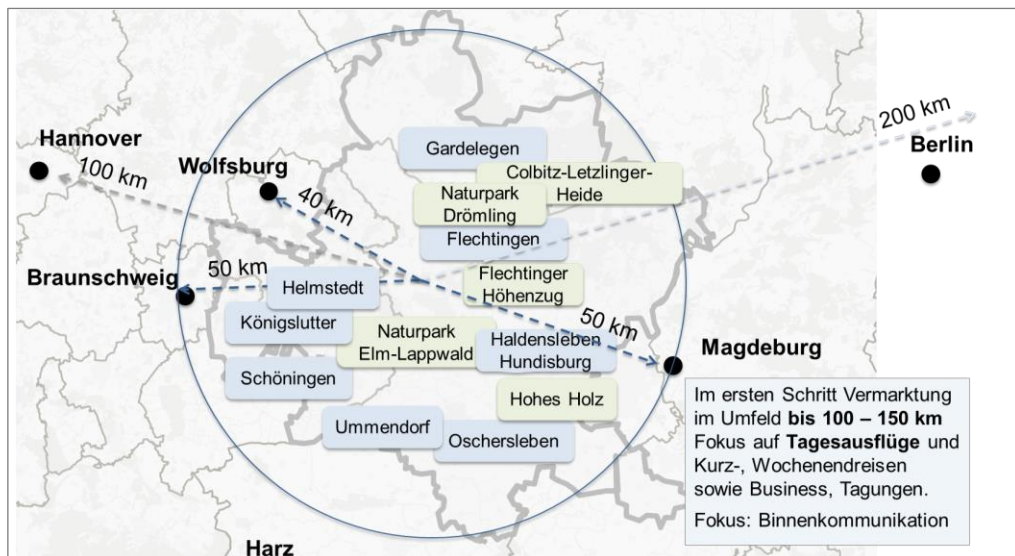 Hannover
100 km
Wolfsburg
40 km
Gardelegen
Colbitz-Letzlinger-
Heide
Naturpark
Drömling
Flechtingen
200 km
Berlin
Braunschweig
50 km
Helmstedt
Flechtinger
Höhenzug
50 km
Königslutter
Naturpark
Elm-Lappwald
Haldensleben
Hundisburg
Magdeburg
Schöningen
Hohes Holz
Ummendorf
Oschersleben
Im ersten Schritt Vermarktung
im Umfeld bis 100 – 150 km
Fokus auf Tagesausflüge und
Kurz-, Wochenendreisen
sowie Business, Tagungen.
Fokus: Binnenkommunikation
Harz